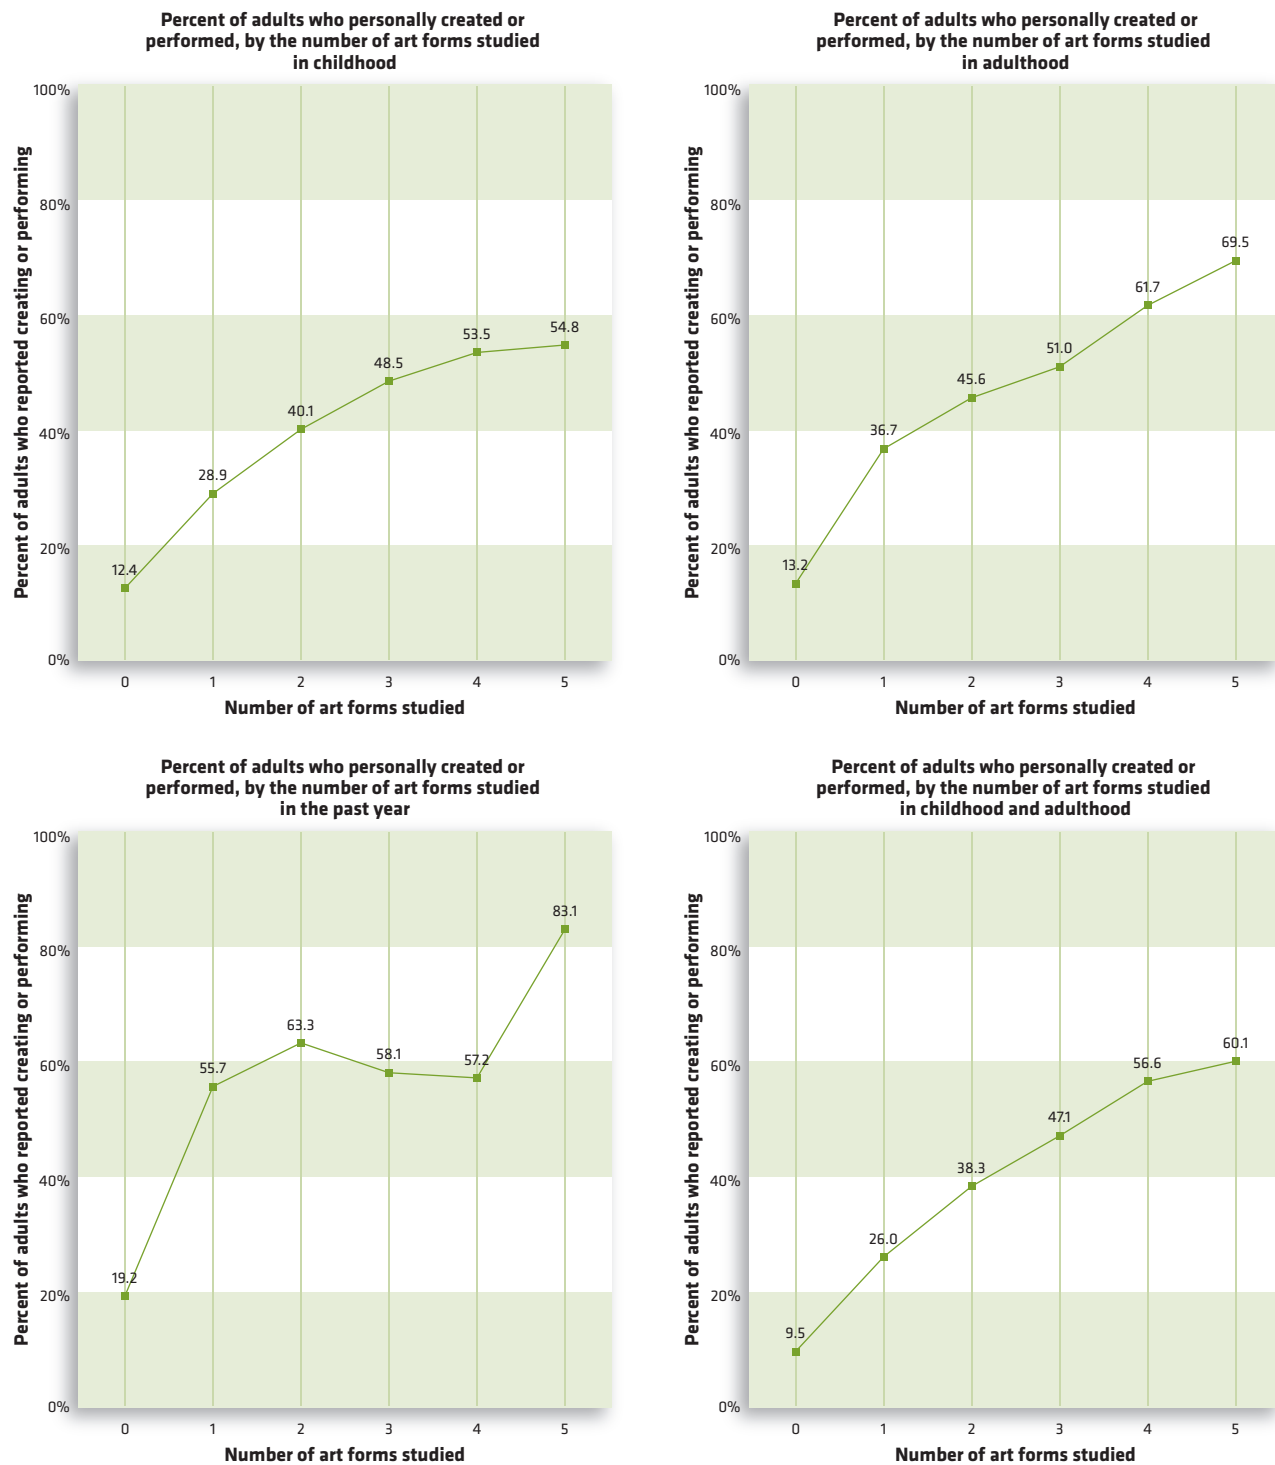 Percent of adults who personally created or
performed, by the number of art forms studied
in childhood
Percent of adults who reported creating or performing
100%
80%
60%
40%
20%
0%
12.4
28.9
40.1
48.5
53.5
54.8
0 1 2 3 4 5
Number of art forms studied
Percent of adults who personally created or
performed, by the number of art forms studied
in adulthood
Percent of adults who reported creating or performing
100%
80%
60%
40%
20%
0%
13.2
36.7
45.6
51.0
61.7
69.5
0 1 2 3 4 5
Number of art forms studied
Percent of adults who personally created or
performed, by the number of art forms studied
in the past year
Percent of adults who reported creating or performing
100%
80%
60%
40%
20%
0%
19.2
55.7
63.3
58.1
57.2
83.1
0 1 2 3 4 5
Number of art forms studied
Percent of adults who personally created or
performed, by the number of art forms studied
in childhood and adulthood
Percent of adults who reported creating or performing
100%
80%
60%
40%
20%
0%
9.5
26.0
38.3
47.1
56.6
60.1
0 1 2 3 4 5
Number of art forms studied